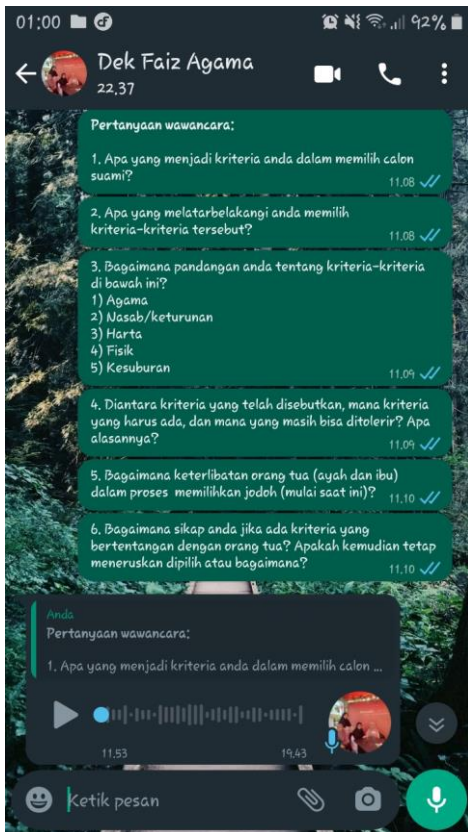 01:00
92%
Dek Faiz Agama
22.37
Pertanyaan wawancara:
1. Apa yang menjadi kriteria anda dalam memilih calon
suami?
11.08
2. Apa yang melatarbelakangi anda memilih
kriteria-kriteria tersebut?
11.08
3. Bagaimana pandangan anda tentang kriteria-kriteria
di bawah ini?
1) Agama
2) Nasab/keturunan
3) Harta
4) Fisik
5) Kesuburan
11.09
4. Diantara kriteria yang telah disebutkan, mana kriteria
yang harus ada, dan mana yang masih bisa ditolerir? Apa
alasannya?
11.09
5. Bagaimana keterlibatan orang tua (ayah dan ibu)
dalam proses memilihkan jodoh (mulai saat ini)?
11.10
6. Bagaimana sikap anda jika ada kriteria yang
bertentangan dengan orang tua? Apakah kemudian tetap
meneruskan dipilih atau bagaimana?
11.10
Anda
Pertanyaan wawancara:
1. Apa yang menjadi kriteria anda dalam memilih calon ...
11.53
19.43
Ketik pesan